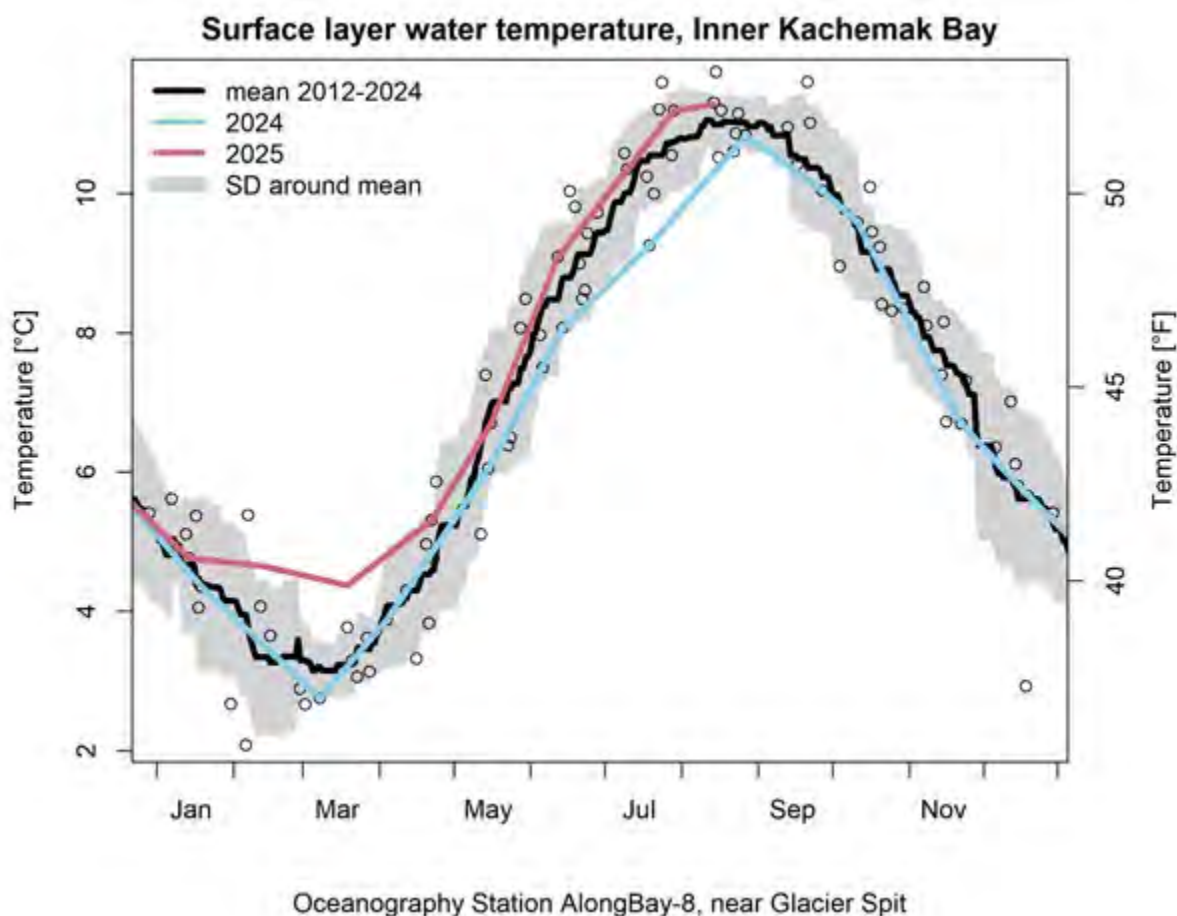 Surface layer water temperature, Inner Kachemak Bay
mean 2012-2024
2024
2025
SD around mean
Temperature [°C]
10
8
6
4
2
Temperature [°F]
50
45
40
Jan Mar May Jul Sep Nov
Oceanography Station AlongBay-8, near Glacier Spit